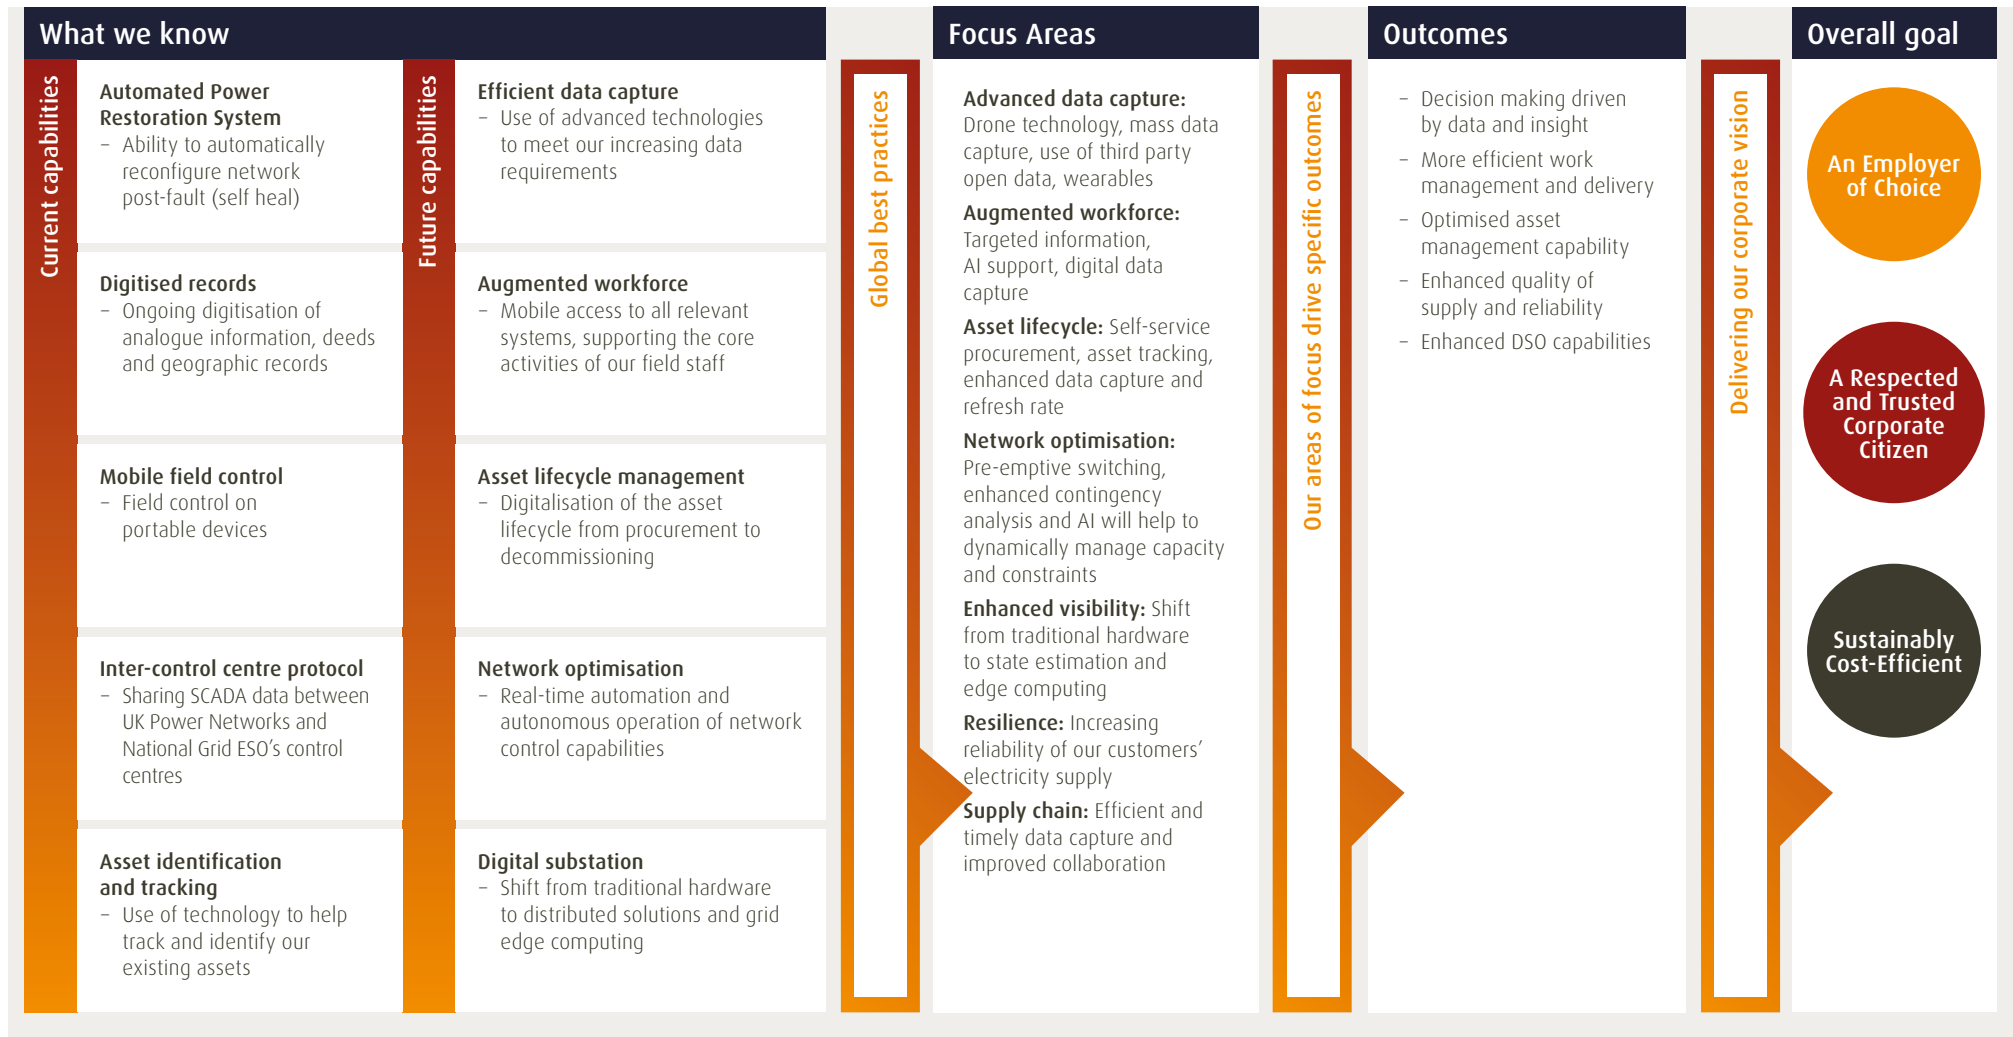 What we know
Current capabilities
Automated Power
Restoration System
– Ability to automatically
reconfigure network
post-fault (self heal)
Digitised records
– Ongoing digitisation of
analogue information, deeds
and geographic records
Mobile field control
– Field control on
portable devices
Inter-control centre protocol
– Sharing SCADA data between
UK Power Networks and
National Grid ESO’s control
centres
Asset identification
and tracking
– Use of technology to help
track and identify our
existing assets
Future capabilities
Efficient data capture
– Use of advanced technologies
to meet our increasing data
requirements
Augmented workforce
– Mobile access to all relevant
systems, supporting the core
activities of our field staff
Asset lifecycle management
– Digitalisation of the asset
lifecycle from procurement to
decommissioning
Network optimisation
– Real-time automation and
autonomous operation of network
control capabilities
Digital substation
– Shift from traditional hardware
to distributed solutions and grid
edge computing
Global best practices
Focus Areas
Advanced data capture:
Drone technology, mass data
capture, use of third party
open data, wearables
Augmented workforce:
Targeted information,
AI support, digital data
capture
Asset lifecycle: Self-service
procurement, asset tracking,
enhanced data capture and
refresh rate
Network optimisation:
Pre-emptive switching,
enhanced contingency
analysis and AI will help to
dynamically manage capacity
and constraints
Enhanced visibility: Shift
from traditional hardware
to state estimation and
edge computing
Resilience: Increasing
reliability of our customers’
electricity supply
Supply chain: Efficient and
timely data capture and
improved collaboration
Our areas of focus drive specific outcomes
Outcomes
– Decision making driven
by data and insight
– More efficient work
management and delivery
– Optimised asset
management capability
– Enhanced quality of
supply and reliability
– Enhanced DSO capabilities
Delivering our corporate vision
Overall goal
An Employer
of Choice
A Respected
and Trusted
Corporate
Citizen
Sustainably
Cost-Efficient